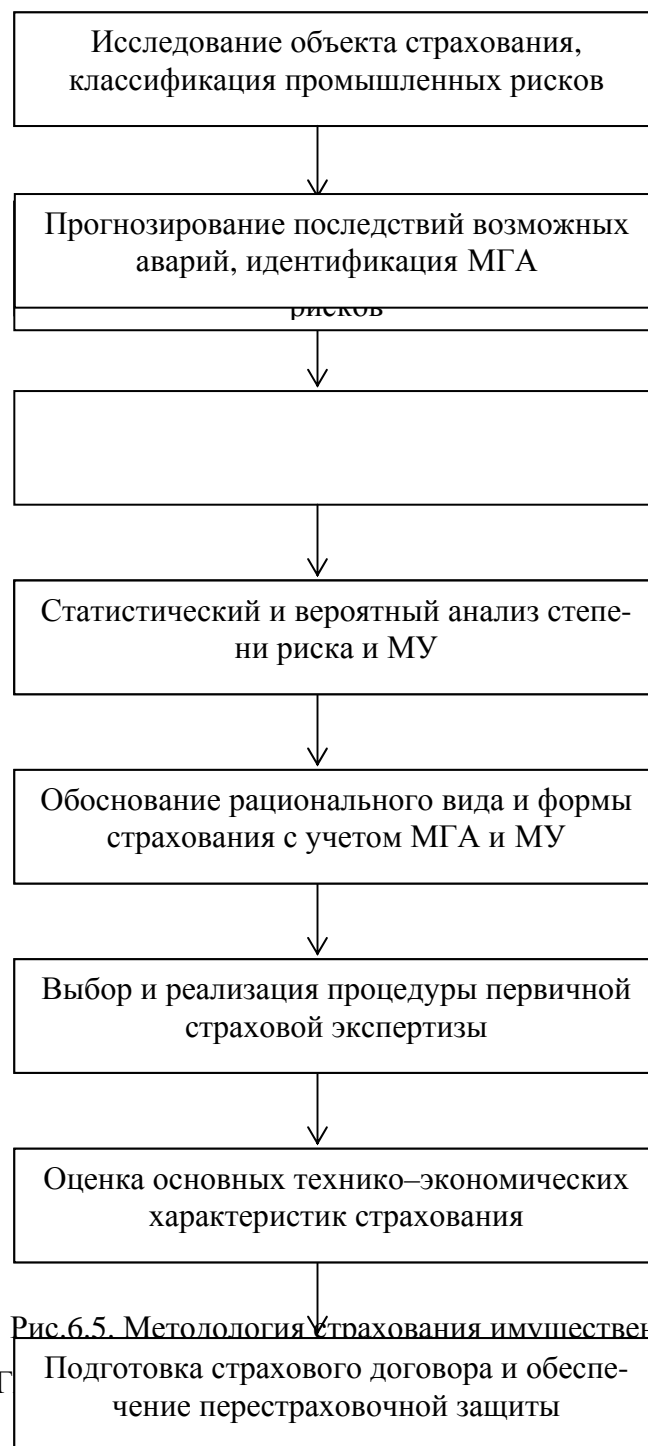 Исследование объекта страхования,
классификация промышленных рисков
Прогнозирование последствий возможных
аварий, идентификация МГА
рисков
Статистический и вероятный анализ степе-
ни риска и МУ
Обоснование рационального вида и формы
страхования с учетом МГА и МУ
Выбор и реализация процедуры первичной
страховой экспертизы
Оценка основных технико–экономических
характеристик страхования
Рис.6.5. Методология страхования имуществен
Г
Подготовка страхового договора и обеспе-
чение перестраховочной защиты